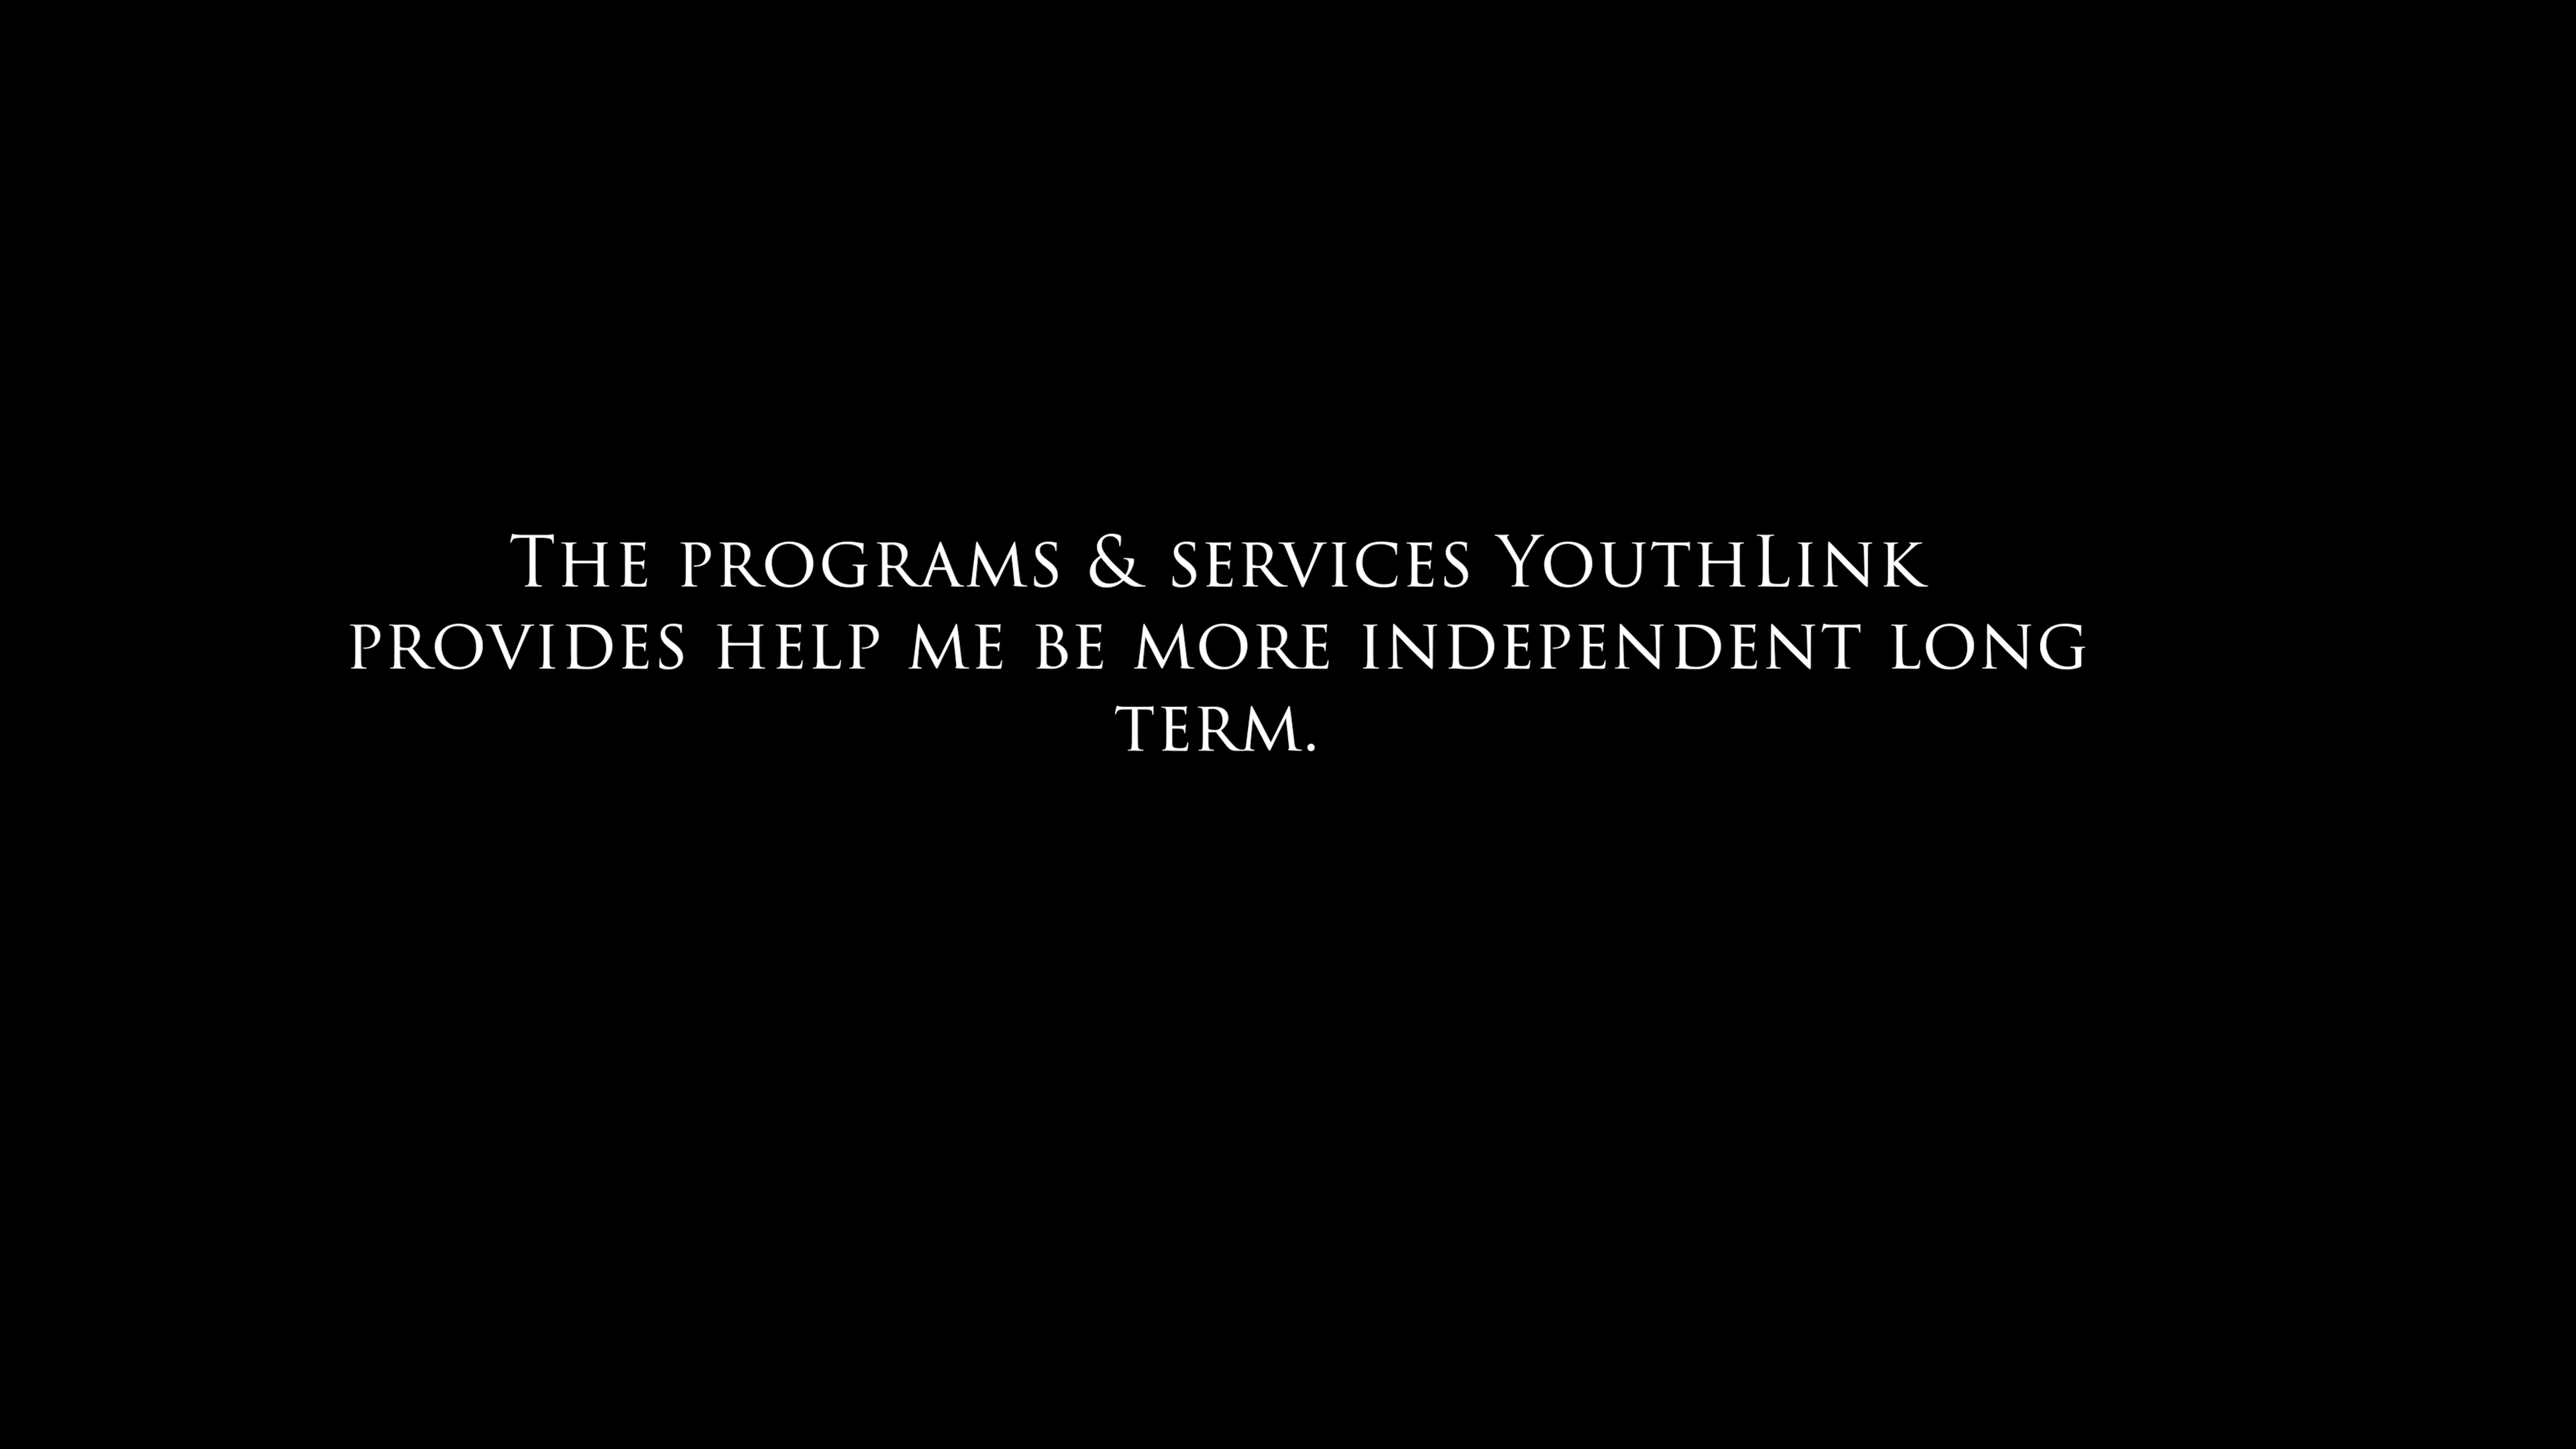 The programs & services YouthLink
provides help me be more independent long
term.